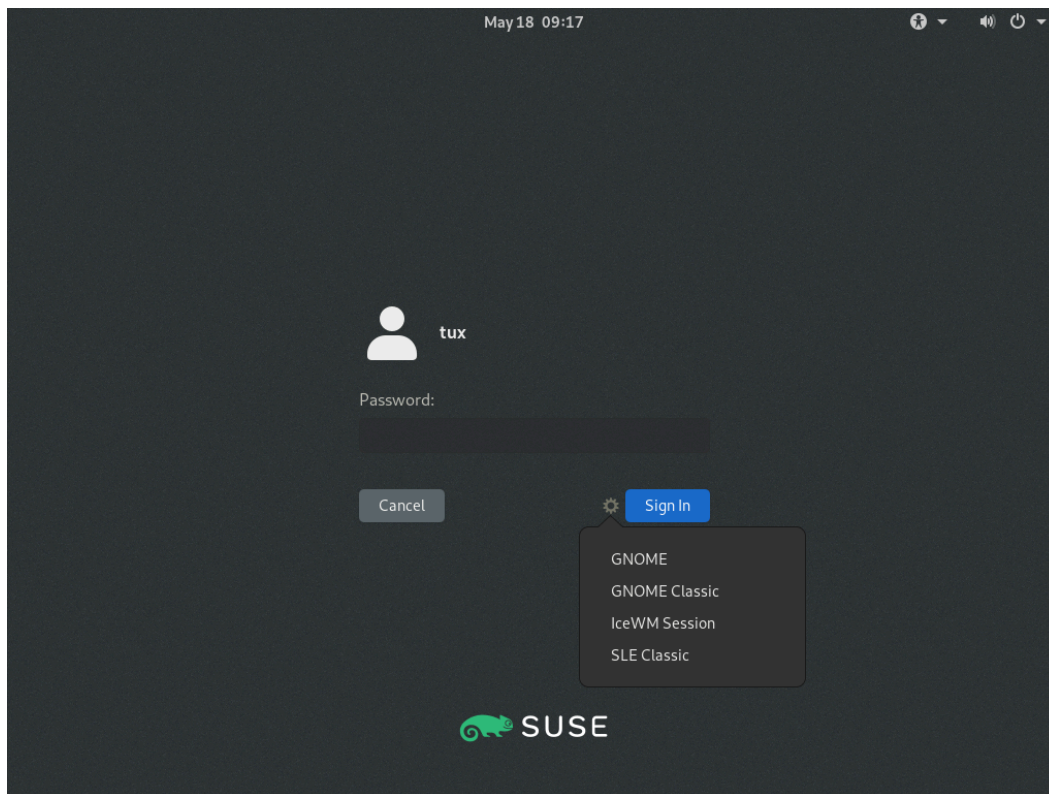 May 18 09:17
tux
Password:
Cancel
Sign In
GNOME
GNOME Classic
IceWM Session
SLE Classic
SUSE